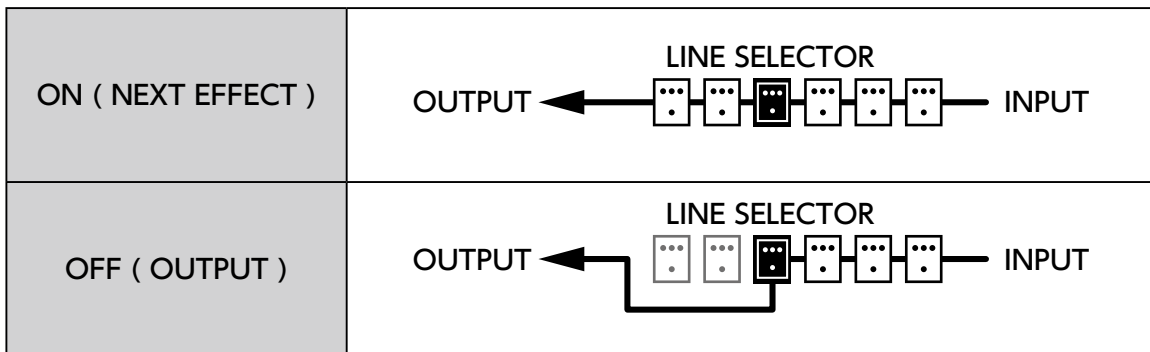 ON ( NEXT EFFECT )
LINE SELECTOR
OUTPUT
INPUT
OFF ( OUTPUT )
LINE SELECTOR
OUTPUT
INPUT